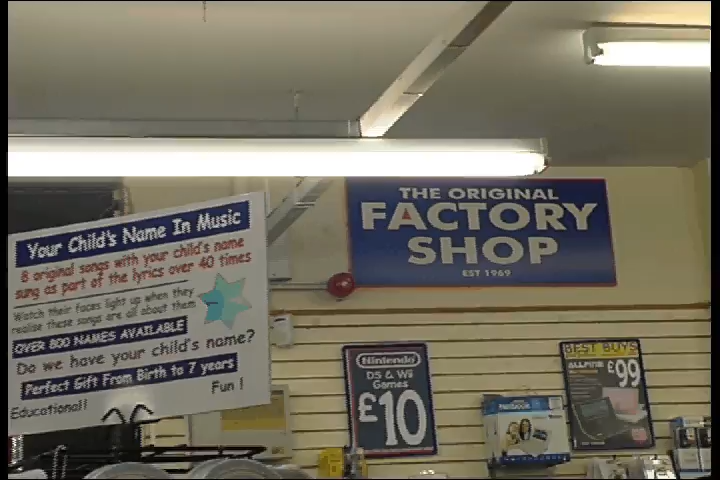 THE ORIGINAL
FACTORY
SHOP
EST 1969
Your Child's Name In Music
8 original songs with your child's name
sung as part of the lyrics over 40 times
Watch their faces light up when they
realise these songs are all about them
OVER 800 NAMES AVAILABLE
Do we have your child's name?
Perfect Gift From Birth to 7 years
Educational!
Fun !
Nintendo
DS & Wii
Games
£10
BEST BUYS
£99